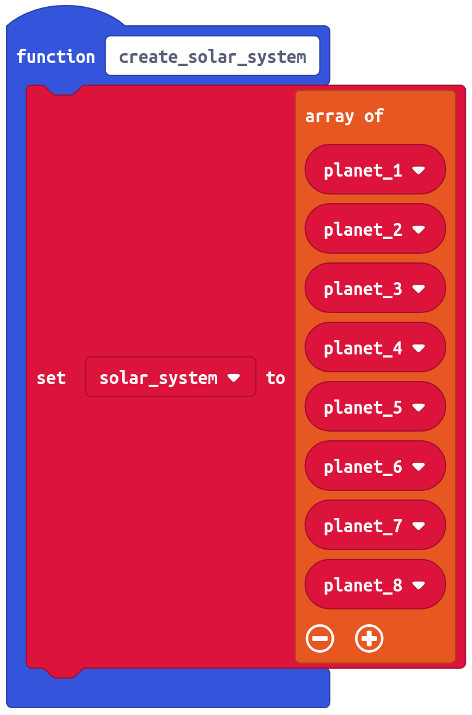 function create_solar_system
array of
planet_1
planet_2
planet_3
planet_4
set solar_system to
planet_5
planet_6
planet_7
planet_8